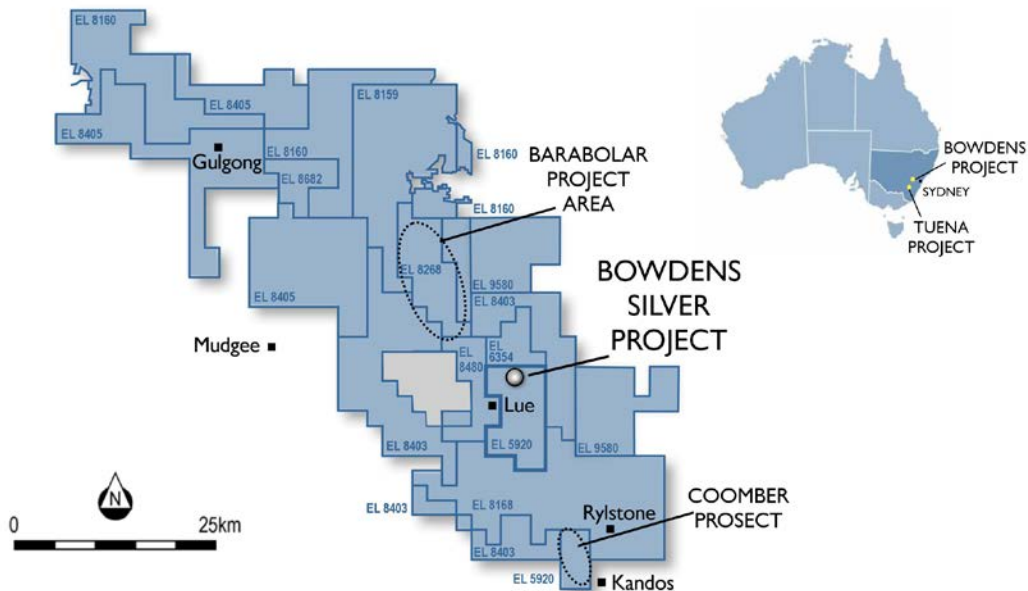 EL 8160
EL 8405
EL 8159
EL 8405
Gulgong
EL 8160
EL 8682
EL 8160
BARABOLAR
PROJECT
AREA
EL 8160
EL 8268
EL 9580
EL 8405
EL 8403
BOWDENS
SILVER
PROJECT
Mudgee
EL
8480
EL
6354
Lue
EL 8403
EL 5920
EL 9580
EL 8403
EL 8168
Rylstone
COOMBER
PROSECT
EL 8403
EL 5920
Kandos
N
0
25km
BOWDENS
PROJECT
SYDNEY
TUENA
PROJECT